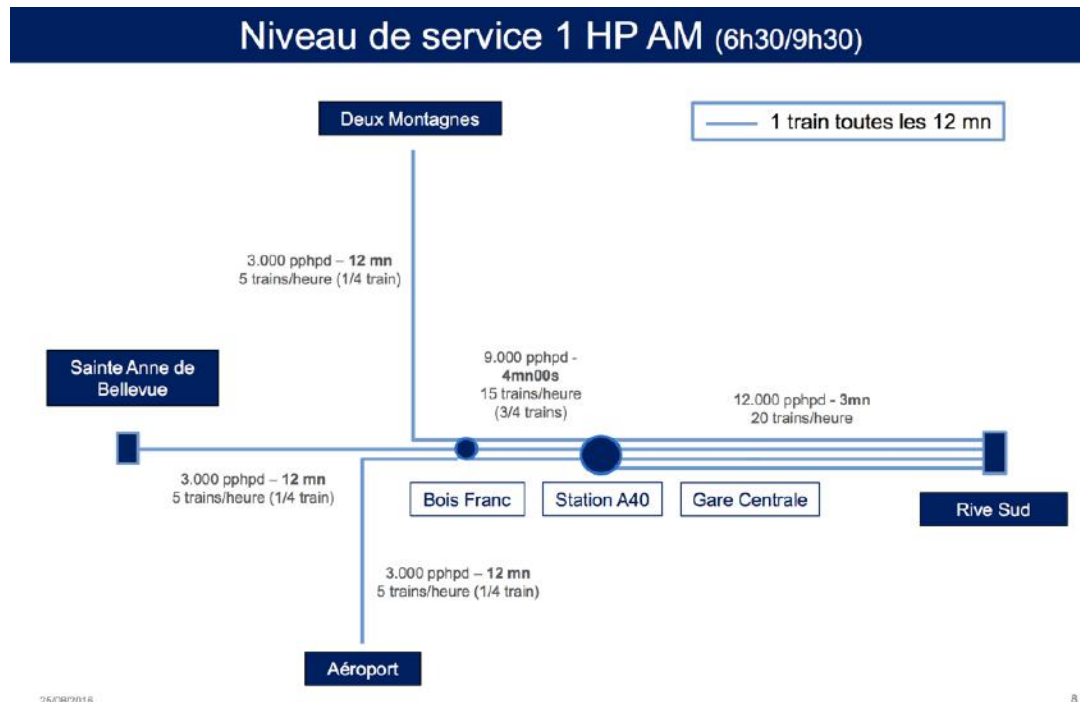 Niveau de service 1 HP AM (6h30/9h30)
Deux Montagnes
1 train toutes les 12 mn
3.000 pphpd – 12 mn
5 trains/heure (1/4 train)
Sainte Anne de
Bellevue
9.000 pphpd -
4mn00s
15 trains/heure
(3/4 trains)
12.000 pphpd - 3mn
20 trains/heure
3.000 pphpd – 12 mn
5 trains/heure (1/4 train)
Bois Franc
Station A40
Gare Centrale
Rive Sud
3.000 pphpd – 12 mn
5 trains/heure (1/4 train)
Aéroport
25/08/2016
8